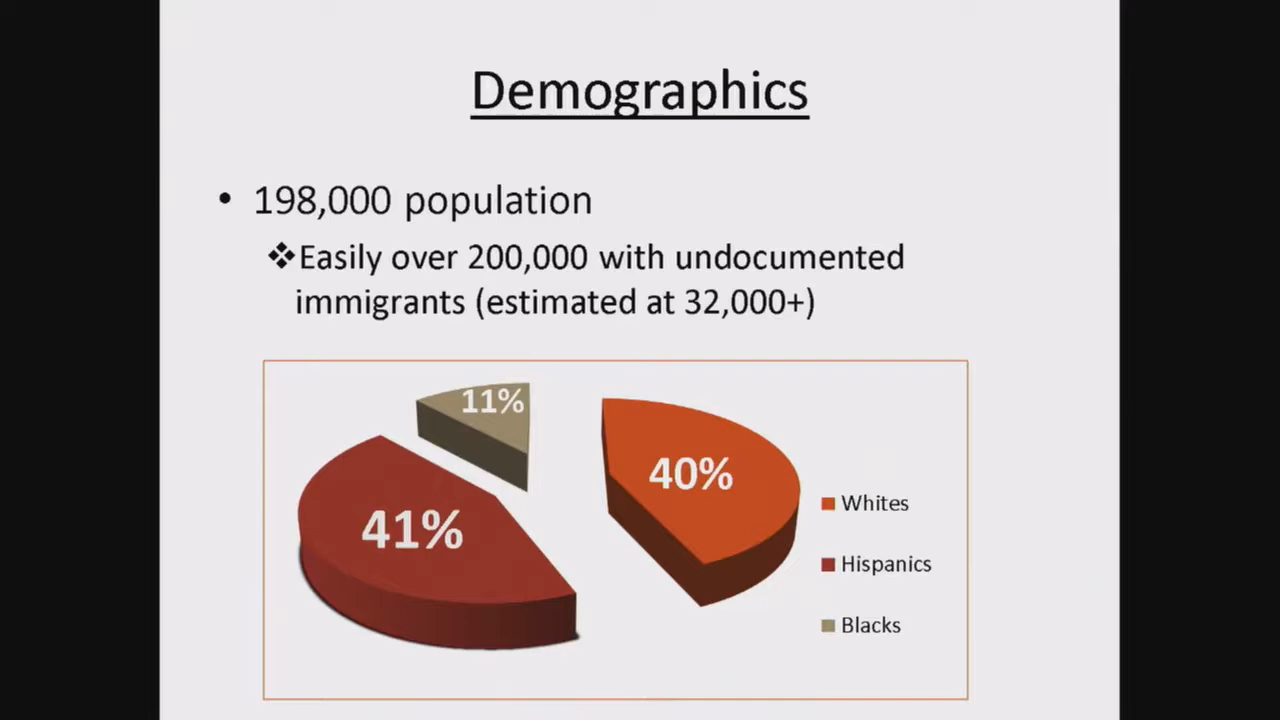 Demographics
• 198,000 population
❖Easily over 200,000 with undocumented
immigrants (estimated at 32,000+)
11%
40%
41%
Whites
Hispanics
Blacks